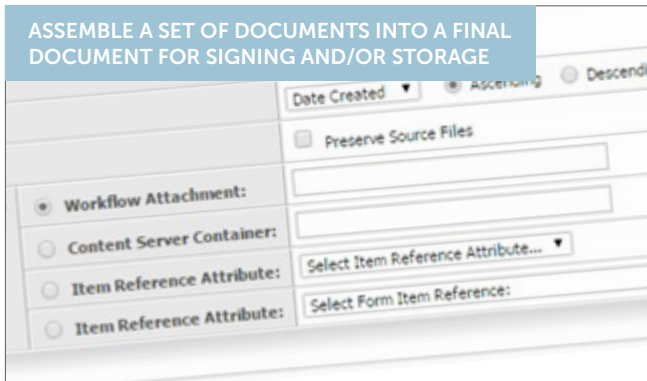 ASSEMBLE A SET OF DOCUMENTS INTO A FINAL
DOCUMENT FOR SIGNING AND/OR STORAGE
Date Created Ascending Descendi
Preserve Source Files
Workflow Attachment:
Content Server Container:
Item Reference Attribute: Select Item Reference Attribute...
Item Reference Attribute: Select Form Item Reference: